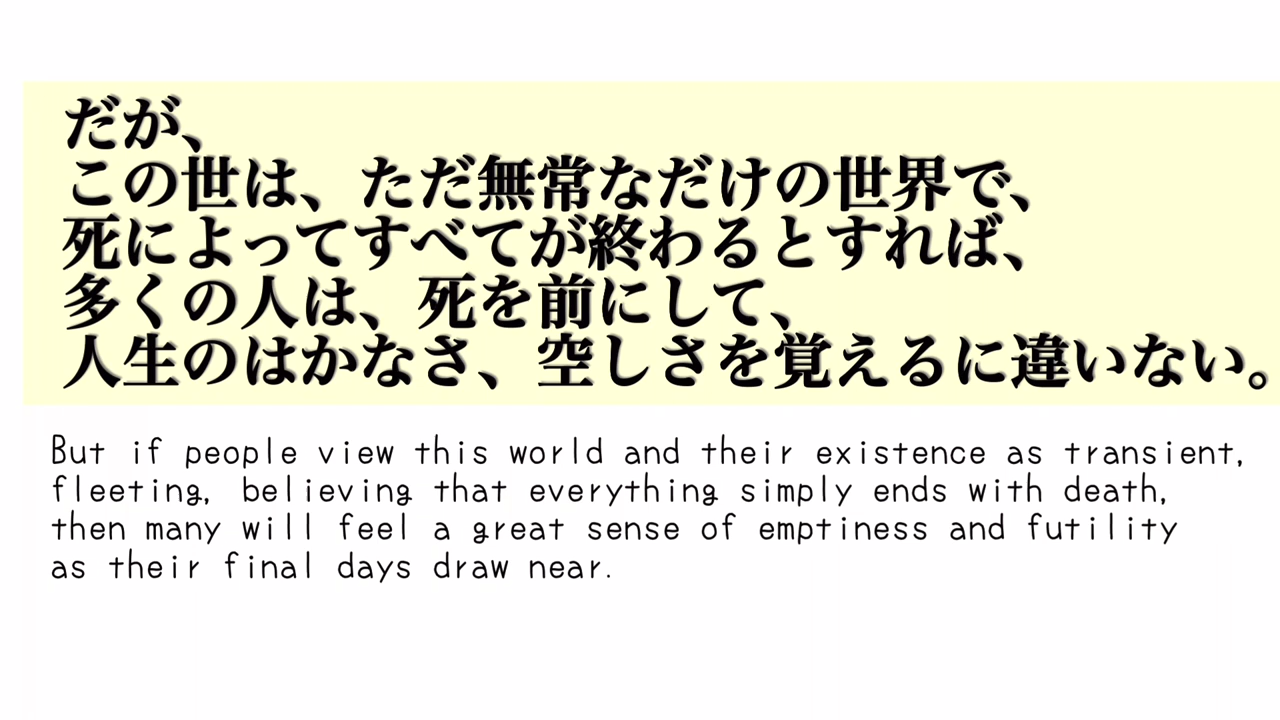 だが、
この世は、ただ無常なだけの世界で、
死によってすべてが終わるとすれば、
多くの人は、死を前にして、
人生のはかなさ、空しさを覚えるに違いない。
But if people view this world and their existence as transient,
fleeting, believing that everything simply ends with death,
then many will feel a great sense of emptiness and futility
as their final days draw near.